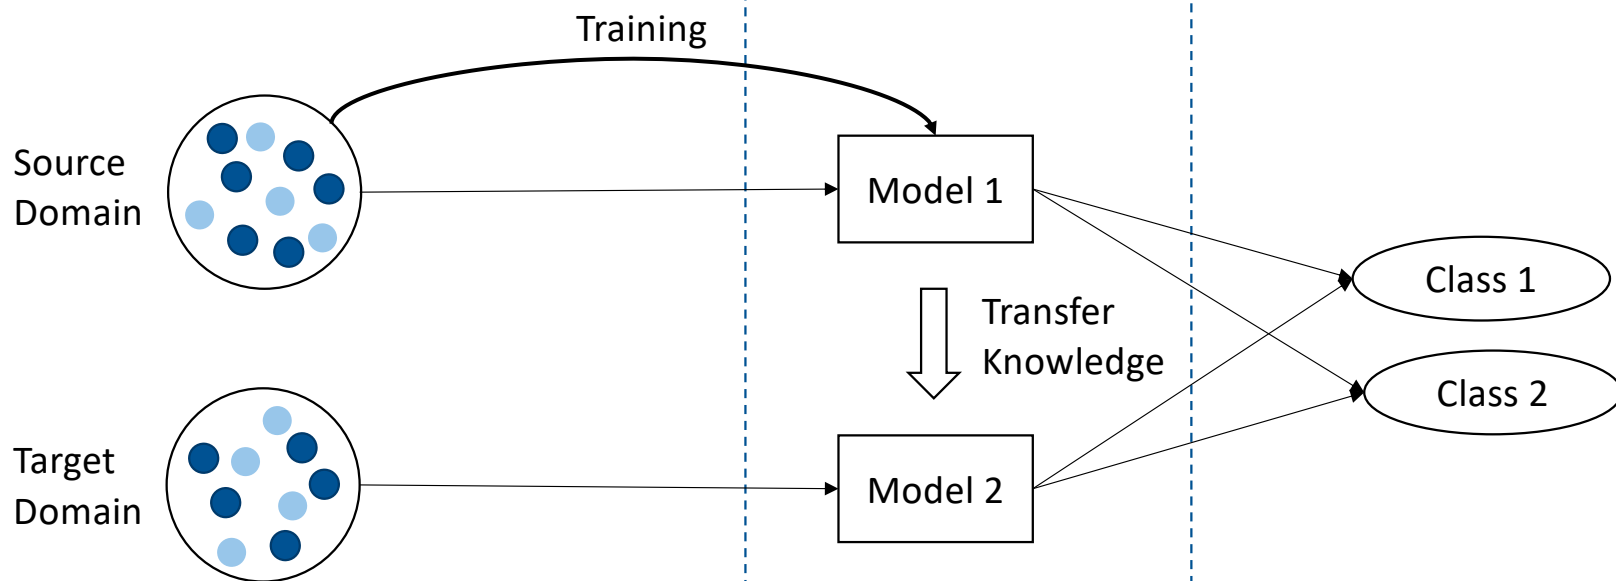 Training
Source
Domain
Model 1
Class 1
Transfer
Knowledge
Class 2
Target
Domain
Model 2